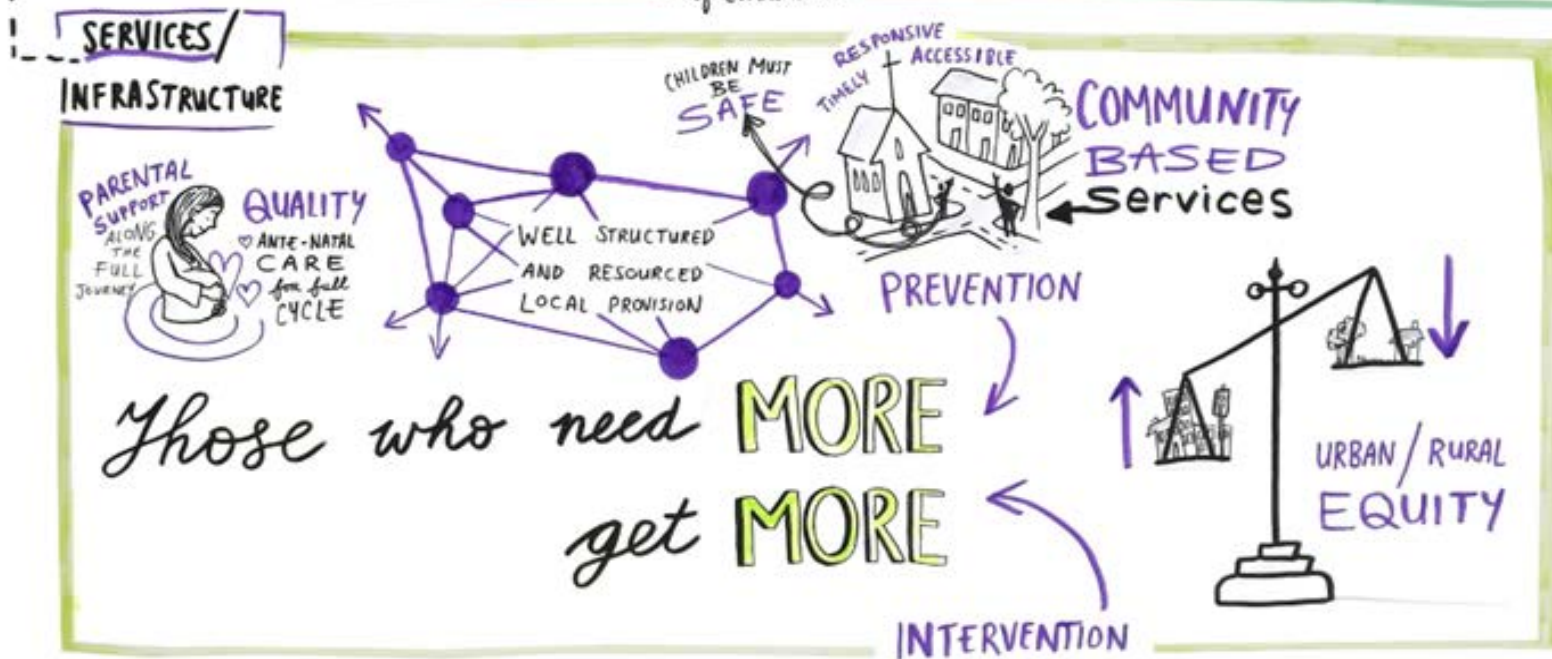 SERVICES/
INFRASTRUCTURE
PARENTAL
SUPPORT
ALONG
THE
FULL
JOURNEY
QUALITY
ANTE-NATAL
CARE
for full
CYCLE
WELL STRUCTURED
AND RESOURCED
LOCAL PROVISION
CHILDREN MUST
BE
SAFE
TIMELY
RESPONSIVE
ACCESSIBLE
COMMUNITY
BASED
Services
PREVENTION
Those who need MORE
get MORE
INTERVENTION
URBAN/RURAL
EQUITY